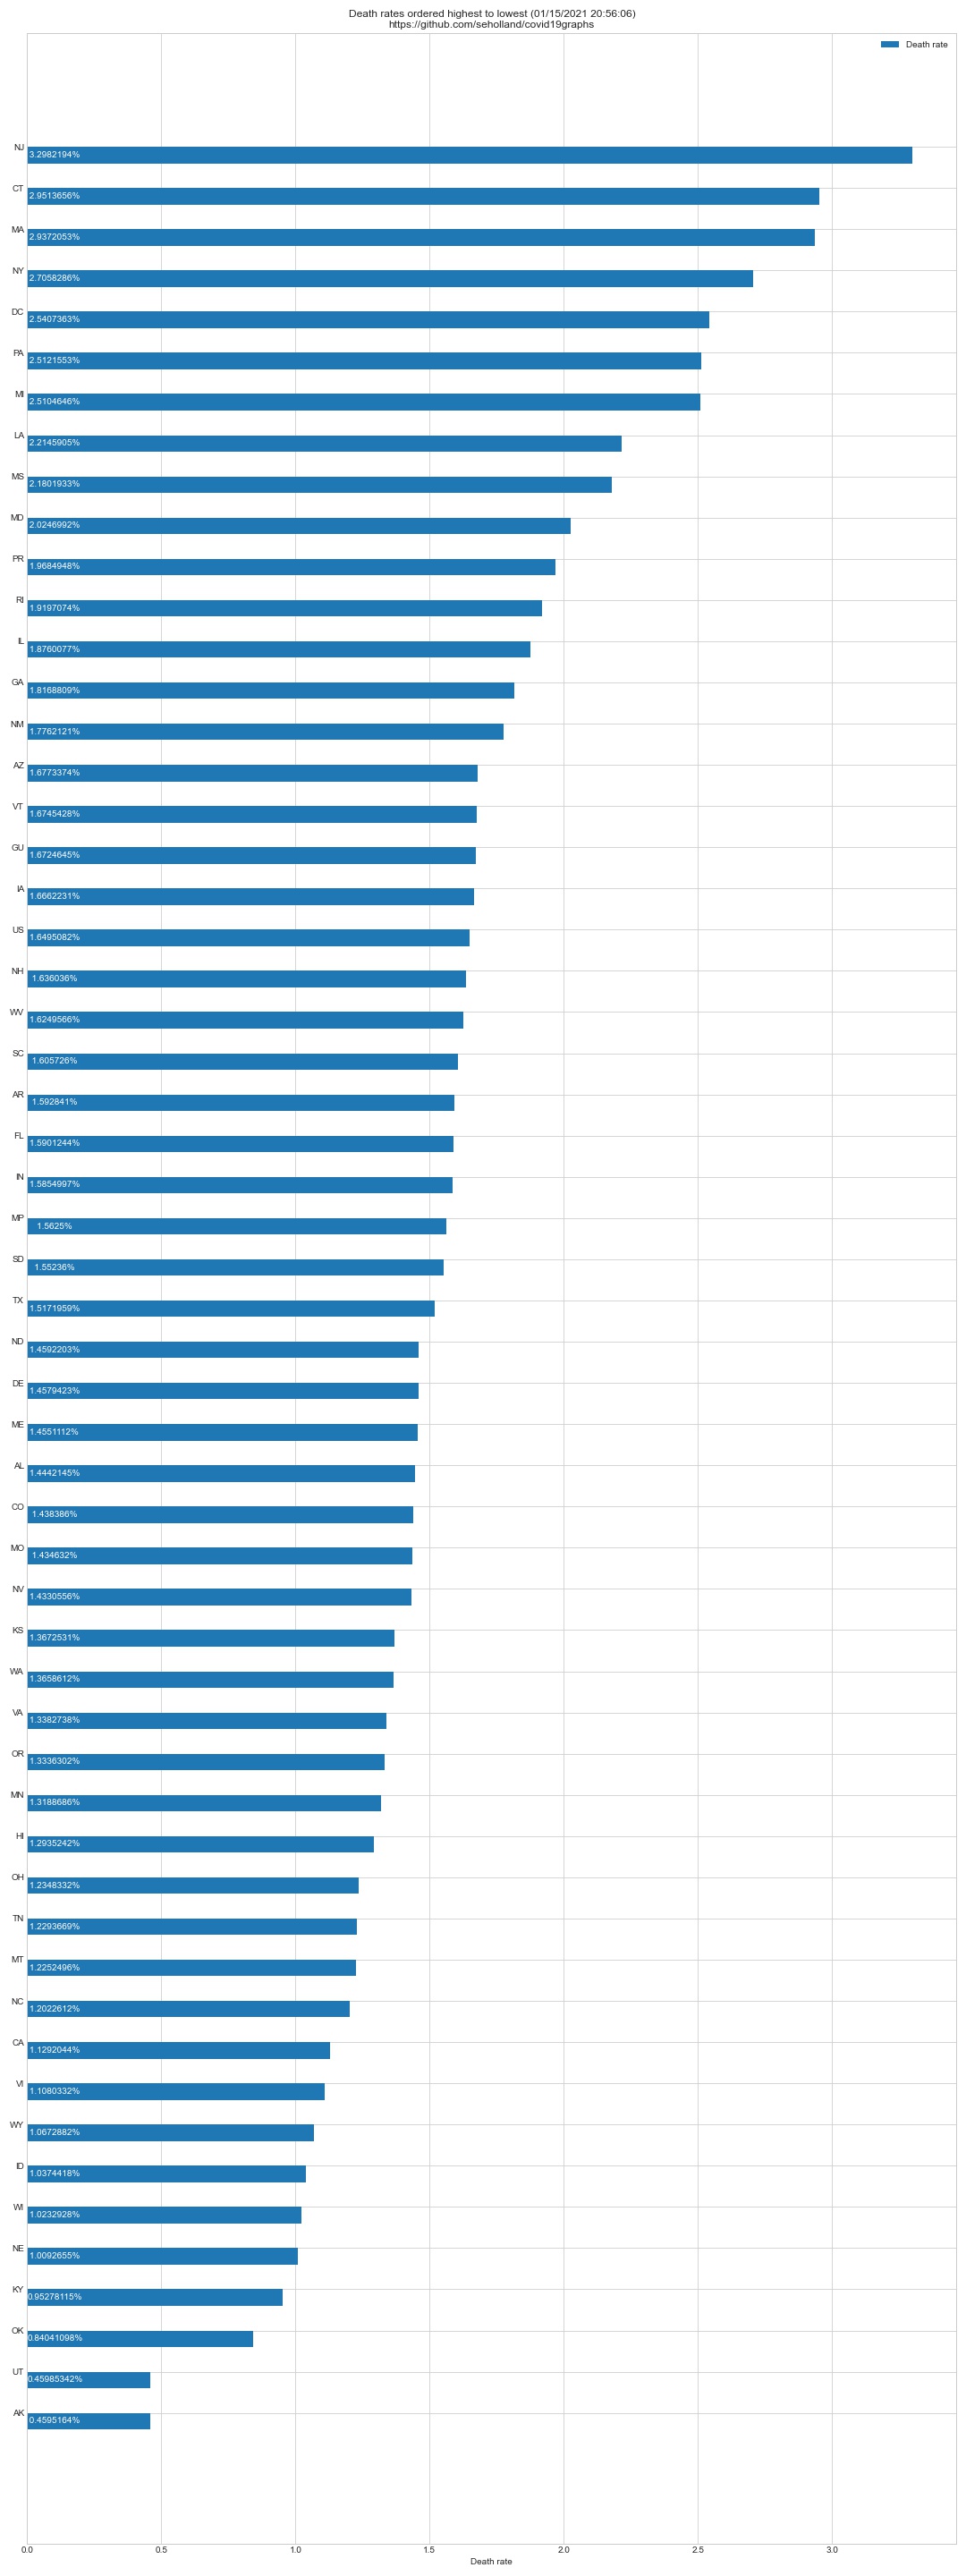 Death rates ordered highest to lowest (01/15/2021 20:56:06)
https://github.com/seholland/covid19graphs
Death rate
NJ 3.2982194%
CT 2.9513656%
MA 2.9372053%
NY 2.7058286%
DC 2.5407363%
PA 2.5121553%
MI 2.5104646%
LA 2.2145905%
MS 2.1801933%
MD 2.0246992%
PR 1.9684948%
RI 1.9197074%
IL 1.8760077%
GA 1.8168809%
NM 1.7762121%
AZ 1.6773374%
VT 1.6745428%
GU 1.6724645%
IA 1.6662231%
US 1.6495082%
NH 1.636036%
WV 1.6249566%
SC 1.605726%
AR 1.592841%
FL 1.5901244%
IN 1.5854997%
MP 1.5625%
SD 1.55236%
TX 1.5171959%
ND 1.4592203%
DE 1.4579423%
ME 1.4551112%
AL 1.4442145%
CO 1.438386%
MO 1.434632%
NV 1.4330556%
KS 1.3672531%
WA 1.3658612%
VA 1.3382738%
OR 1.3336302%
MN 1.3188686%
HI 1.2935242%
OH 1.2348332%
TN 1.2293669%
MT 1.2252496%
NC 1.2022612%
CA 1.1292044%
VI 1.1080332%
WY 1.0672882%
ID 1.0374418%
WI 1.0232928%
NE 1.0092655%
KY 0.95278115%
OK 0.84041098%
UT 0.45985342%
AK 0.4595164%
0.0 0.5 1.0 1.5 2.0 2.5 3.0
Death rate